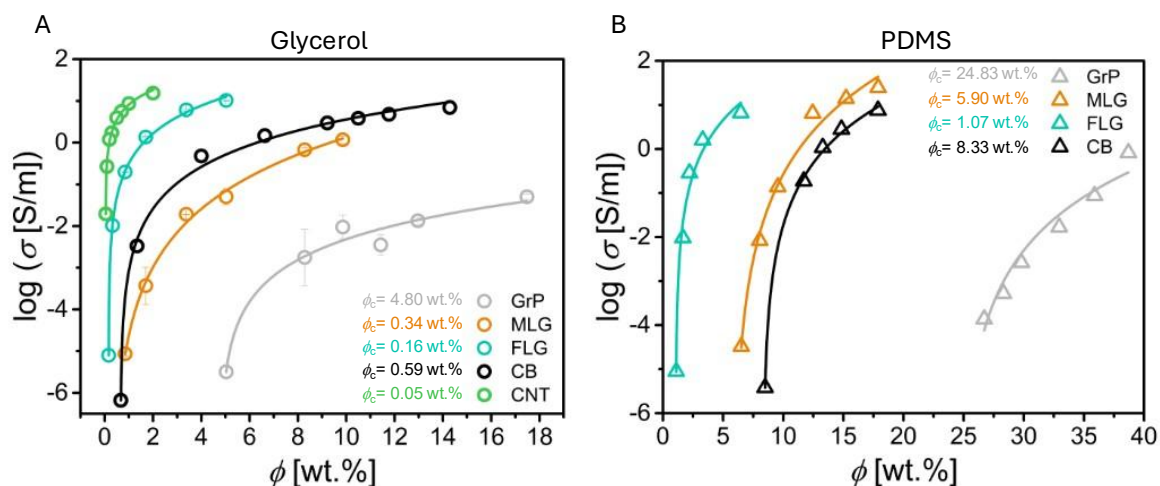 A
Glycerol
log (σ [S/m])
2
0
-2
-4
-6
ϕc= 4.80 wt.% GrP
ϕc= 0.34 wt.% MLG
ϕc= 0.16 wt.% FLG
ϕc= 0.59 wt.% CB
ϕc= 0.05 wt.% CNT
0 2 4 6 8 10 12 14 16 18
ϕ [wt.%]
B
PDMS
log (σ [S/m])
2
0
-2
-4
-6
ϕc= 24.83 wt.% GrP
ϕc= 5.90 wt.% MLG
ϕc= 1.07 wt.% FLG
ϕc= 8.33 wt.% CB
0 5 10 15 20 25 30 35 40
ϕ [wt.%]